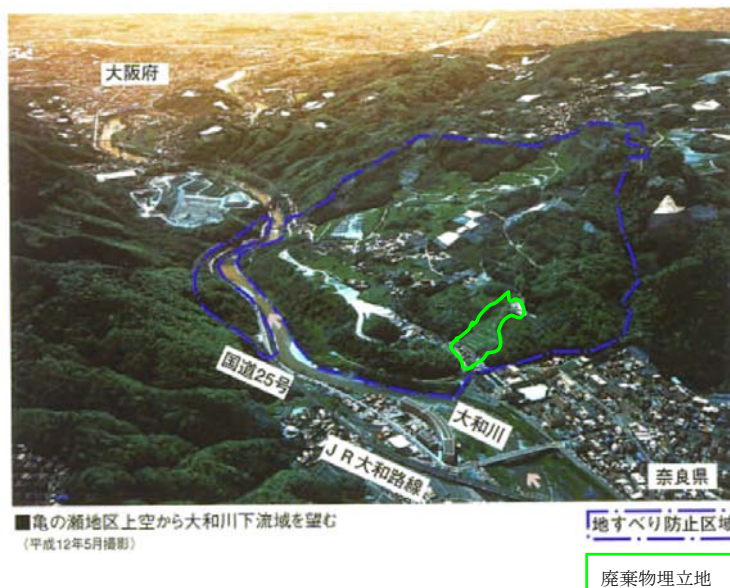 大阪府
国道25号
大和川
JR大和路線
奈良県
■亀の瀬地区上空から大和川下流域を望む
(平成12年5月撮影)
地すべり防止区域
廃棄物埋立地